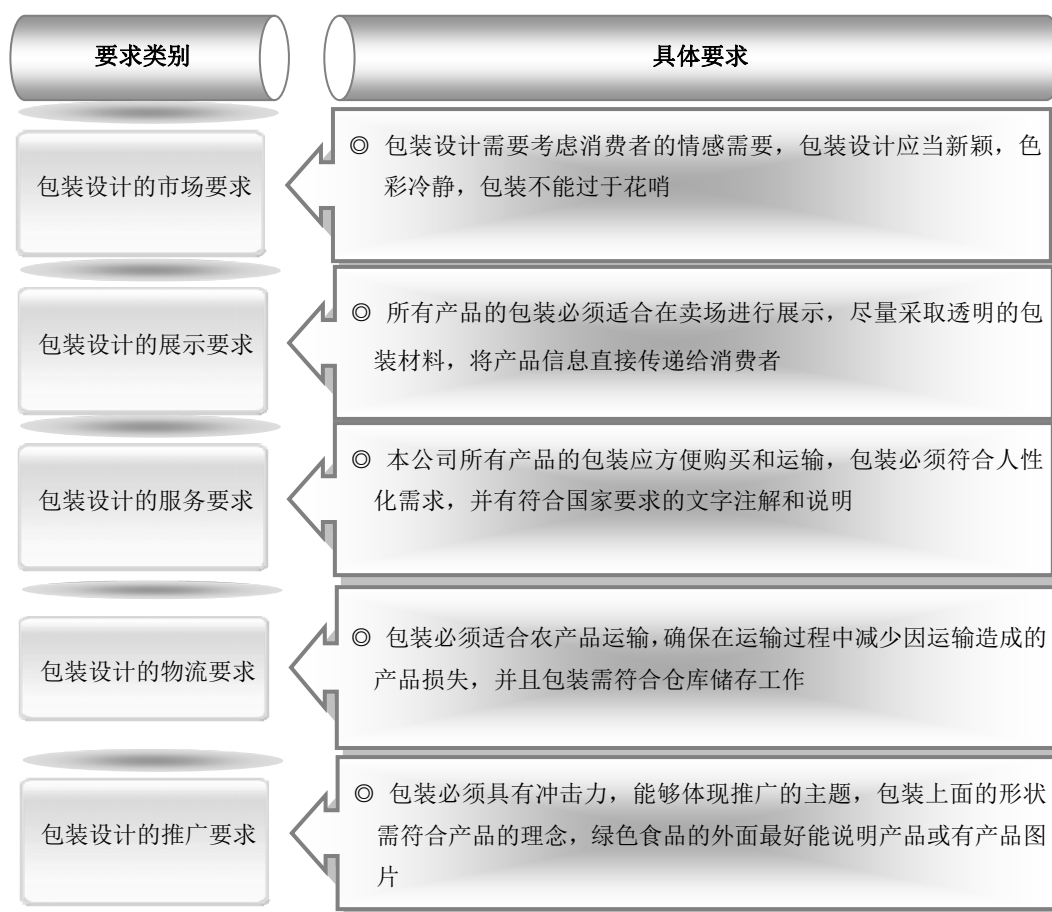 要求类别
具体要求
包装设计的市场要求
◎ 包装设计需要考虑消费者的情感需要，包装设计应当新颖，色
彩冷静，包装不能过于花哨
包装设计的展示要求
◎ 所有产品的包装必须适合在卖场进行展示，尽量采取透明的包
装材料，将产品信息直接传递给消费者
包装设计的服务要求
◎ 本公司所有产品的包装应方便购买和运输，包装必须符合人性
化需求，并有符合国家要求的文字注解和说明
包装设计的物流要求
◎ 包装必须适合农产品运输，确保在运输过程中减少因运输造成的
产品损失，并且包装需符合仓库储存工作
包装设计的推广要求
◎ 包装必须具有冲击力，能够体现推广的主题，包装上面的形状
需符合产品的理念，绿色食品的外面最好能说明产品或有产品图
片